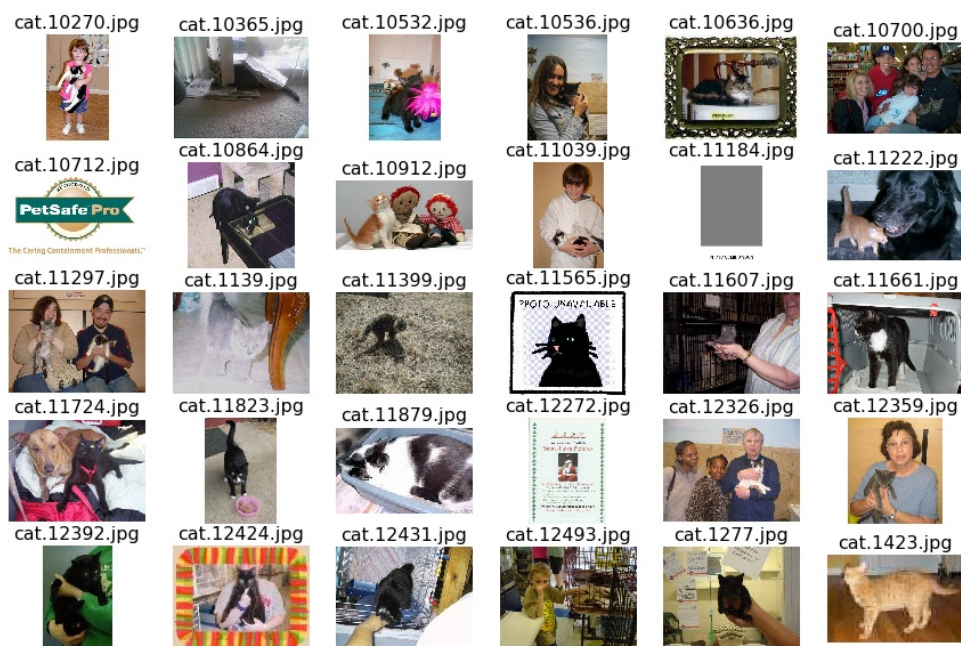 cat.10270.jpg
cat.10365.jpg
cat.10532.jpg
cat.10536.jpg
cat.10636.jpg
cat.10700.jpg
cat.10712.jpg
PetSafe Pro
The Caring Containment Professionals.™
cat.10864.jpg
cat.10912.jpg
cat.11039.jpg
cat.11184.jpg
cat.11222.jpg
cat.11297.jpg
cat.1139.jpg
cat.11399.jpg
cat.11565.jpg
PHOTO UNAVAILABLE
cat.11607.jpg
cat.11661.jpg
cat.11724.jpg
cat.11823.jpg
cat.11879.jpg
cat.12272.jpg
cat.12326.jpg
cat.12359.jpg
cat.12392.jpg
cat.12424.jpg
cat.12431.jpg
cat.12493.jpg
cat.1277.jpg
cat.1423.jpg